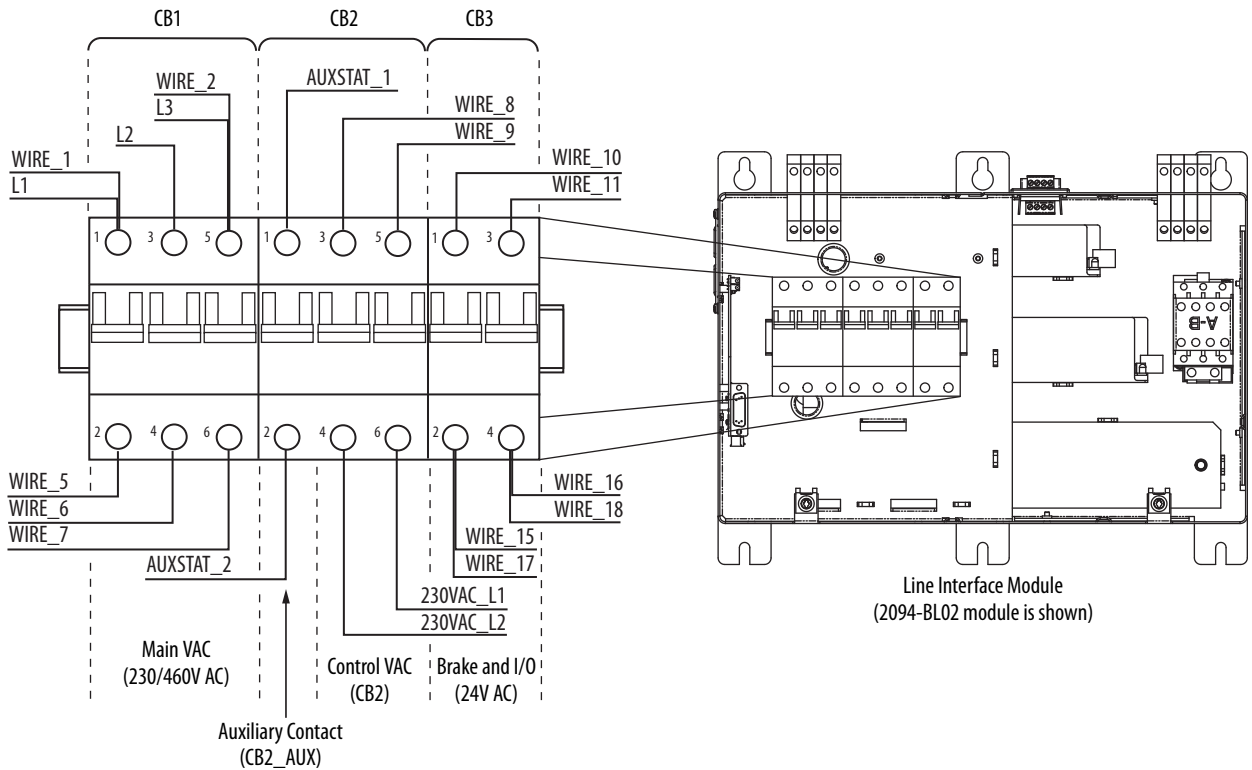 CB1
CB2
CB3
WIRE_2
AUXSTAT_1
L3
WIRE_8
L2
WIRE_9
WIRE_1
WIRE_10
L1
WIRE_11
1 3 5 1 3 5 1 3
A-B
2 4 6 2 4 6 2 4
WIRE_5
WIRE_16
WIRE_6
WIRE_18
WIRE_7
WIRE_15
AUXSTAT_2
WIRE_17
230VAC_L1
230VAC_L2
Line Interface Module
(2094-BL02 module is shown)
Main VAC
(230/460V AC)
Control VAC
(CB2)
Brake and I/O
(24V AC)
Auxiliary Contact
(CB2_AUX)